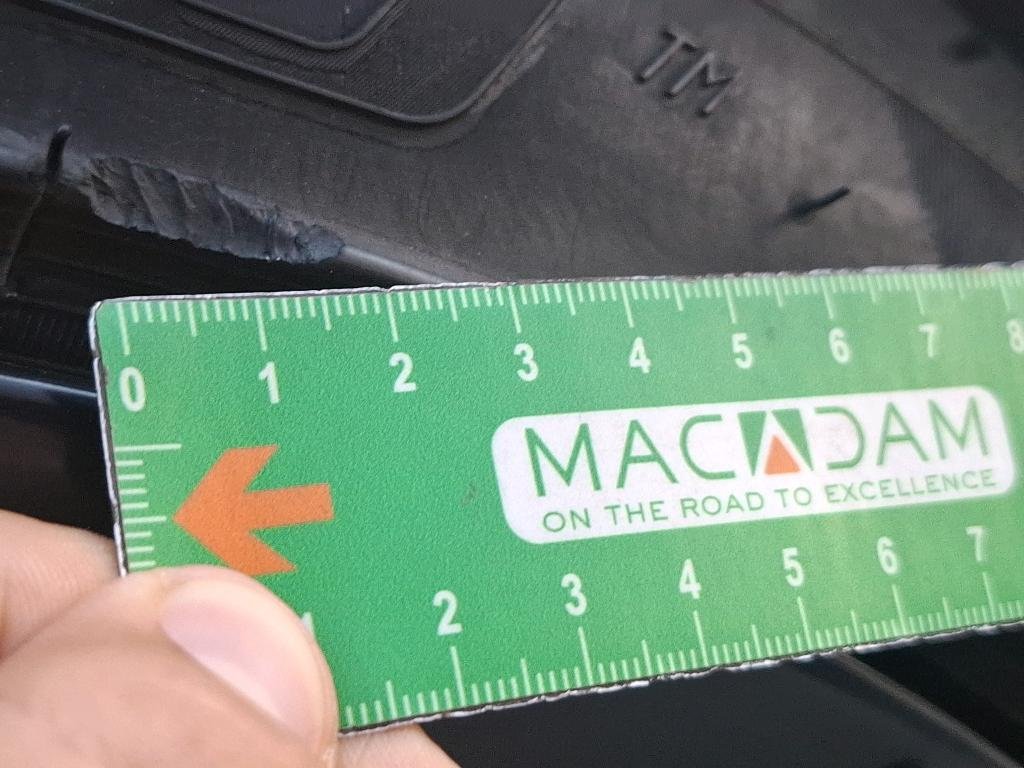 TM
0 1 2 3 4 5 6 7 8
MACADAM
ON THE ROAD TO EXCELLENCE
2 3 4 5 6 7